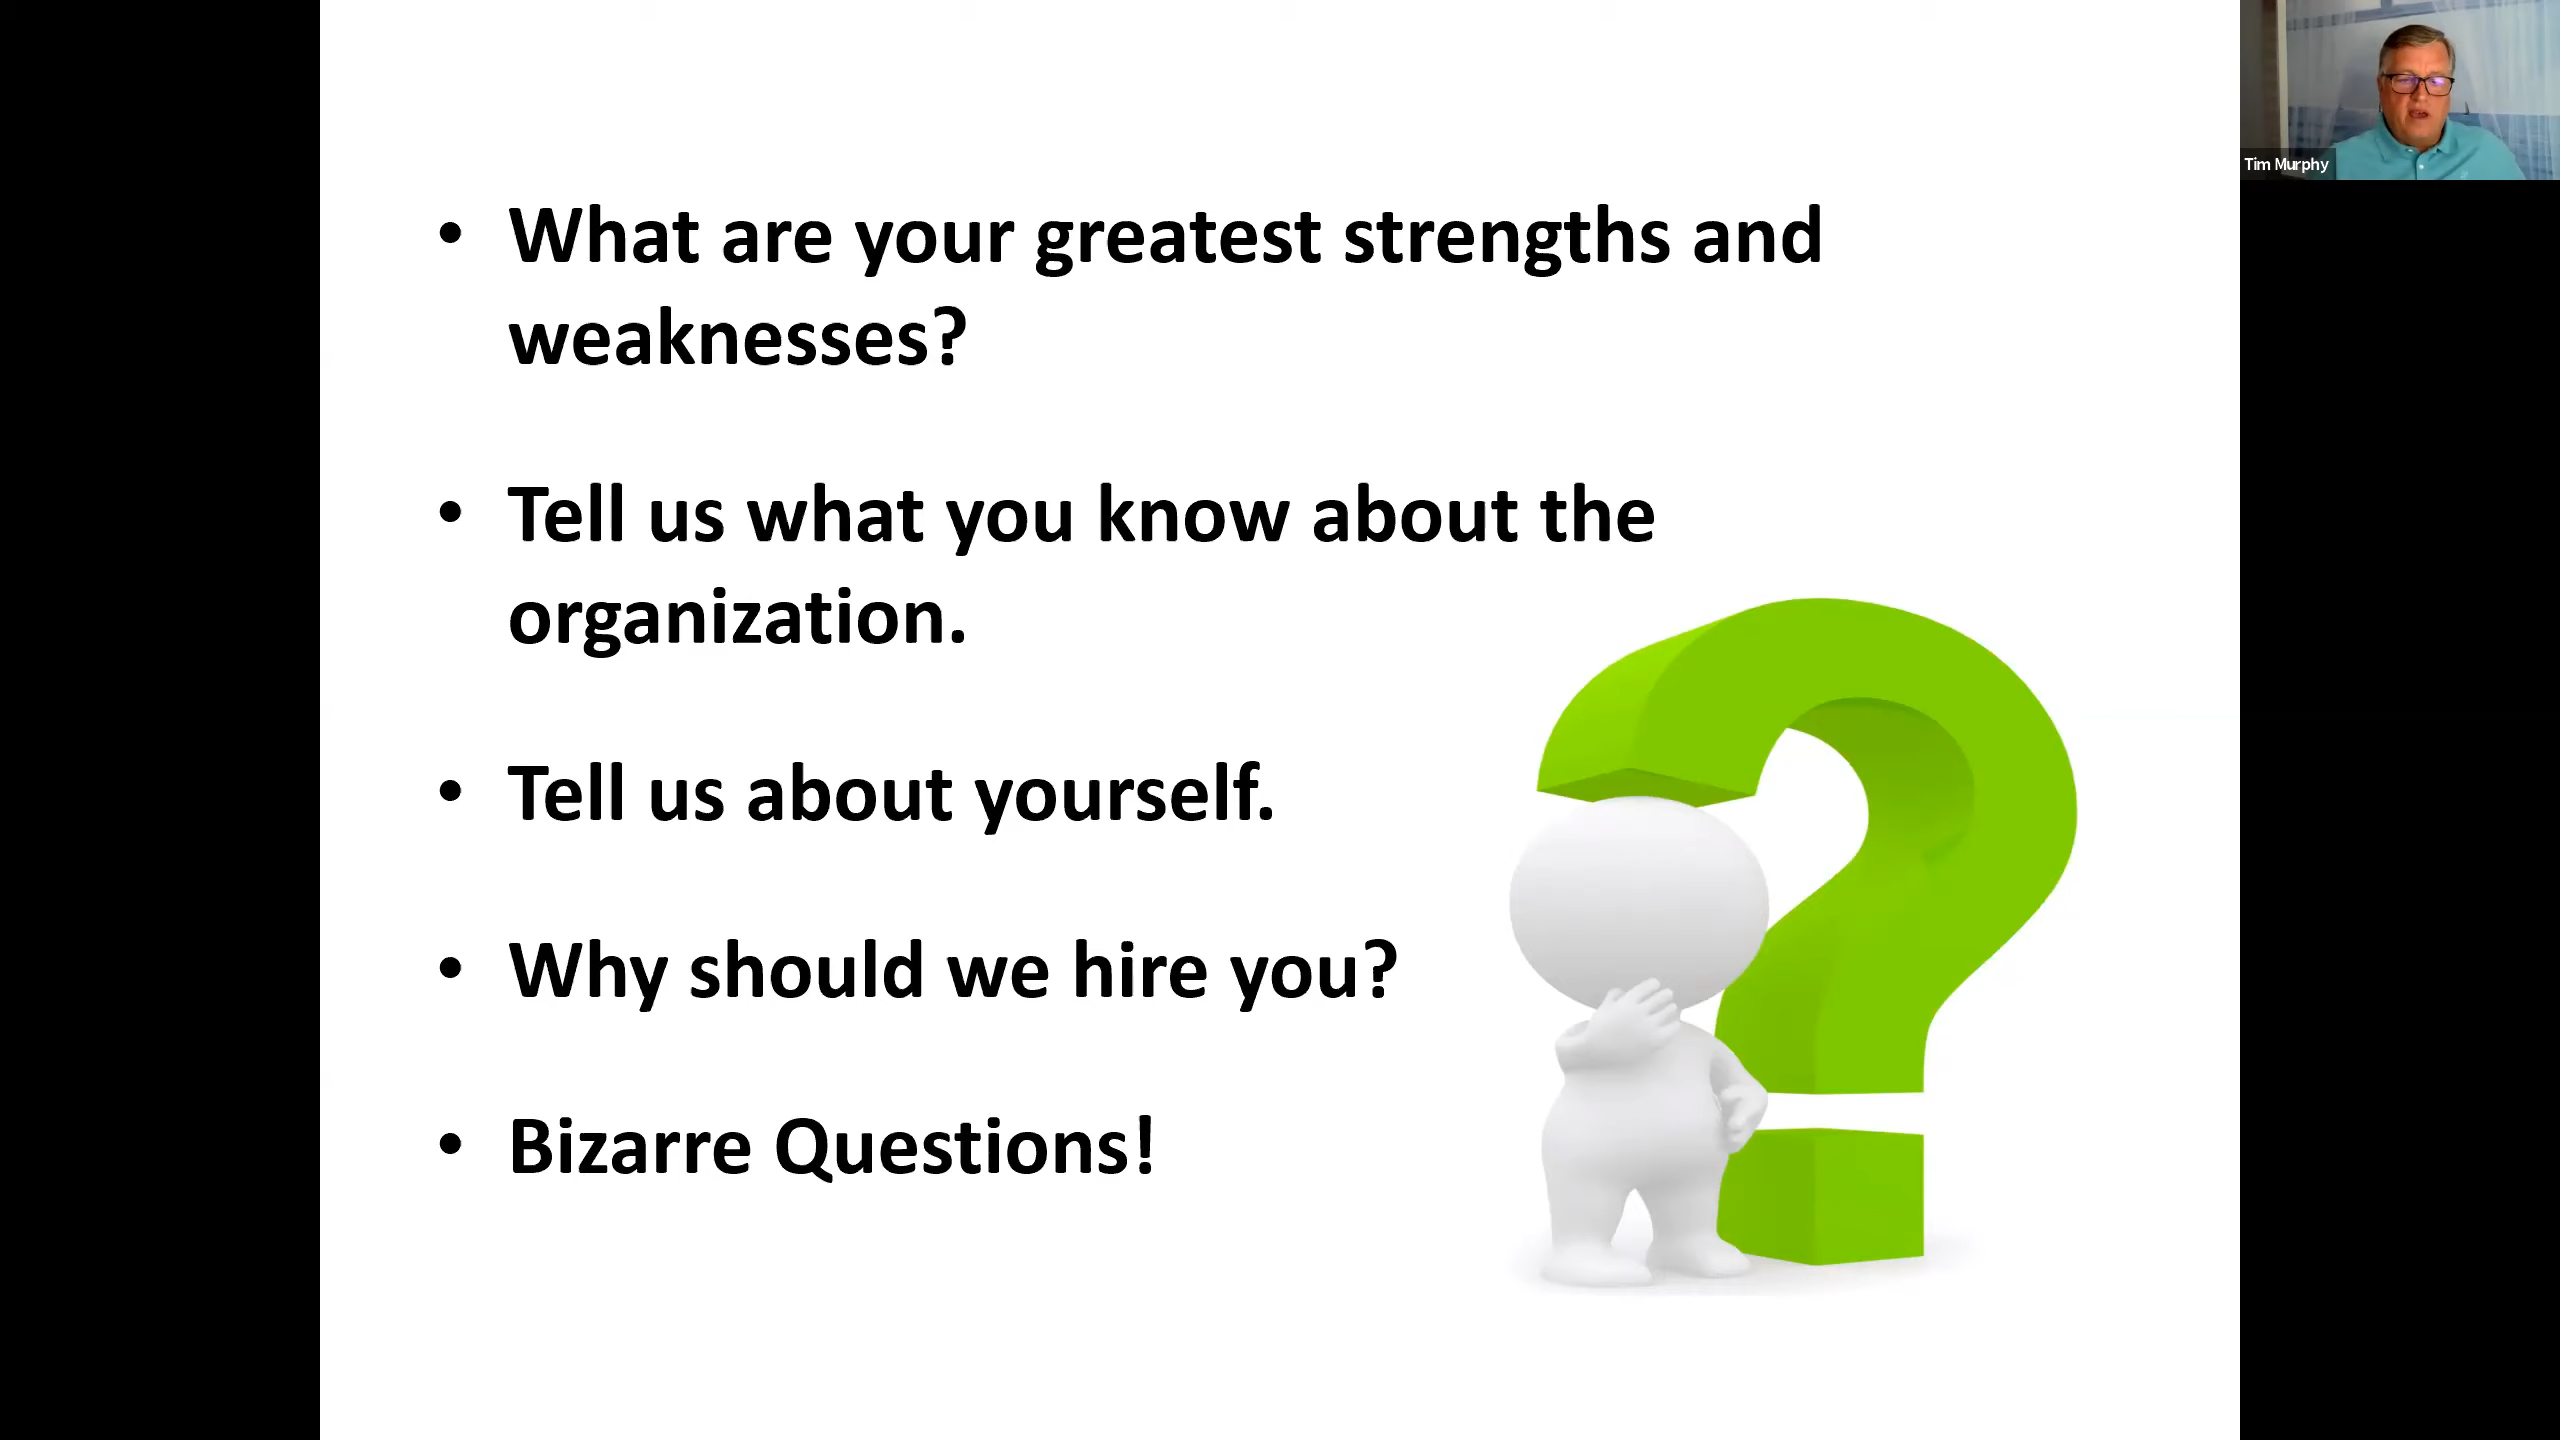 • What are your greatest strengths and
weaknesses?
• Tell us what you know about the
organization.
• Tell us about yourself.
• Why should we hire you?
• Bizarre Questions!
Tim Murphy